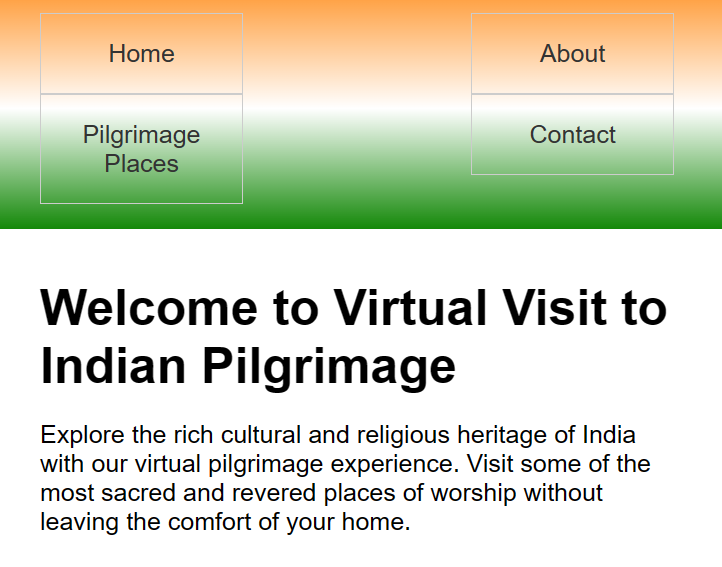 Home
About
Pilgrimage
Places
Contact
Welcome to Virtual Visit to
Indian Pilgrimage
Explore the rich cultural and religious heritage of India
with our virtual pilgrimage experience. Visit some of the
most sacred and revered places of worship without
leaving the comfort of your home.